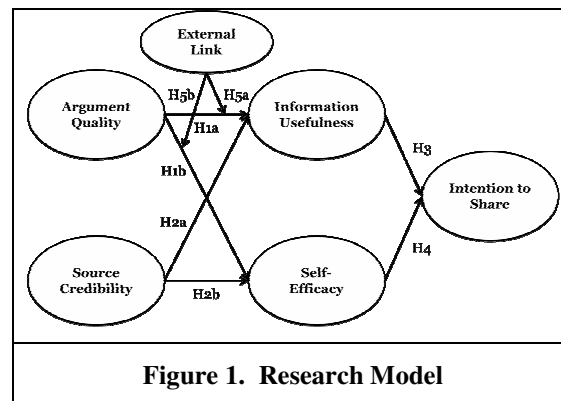 External
Link
H5b
H5a
Argument
Quality
H1a
Information
Usefulness
H1b
H3
Intention to
Share
H2a
H4
Source
Credibility
H2b
Self-
Efficacy
Figure 1. Research Model